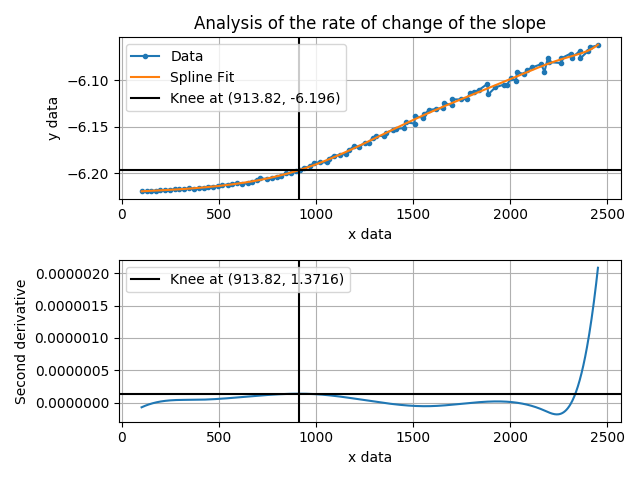 Analysis of the rate of change of the slope
Data
Spline Fit
Knee at (913.82, -6.196)
y data
−6.10
−6.15
−6.20
0 500 1000 1500 2000 2500
x data
Knee at (913.82, 1.3716)
Second derivative
0.0000020
0.0000015
0.0000010
0.0000005
0.0000000
0 500 1000 1500 2000 2500
x data